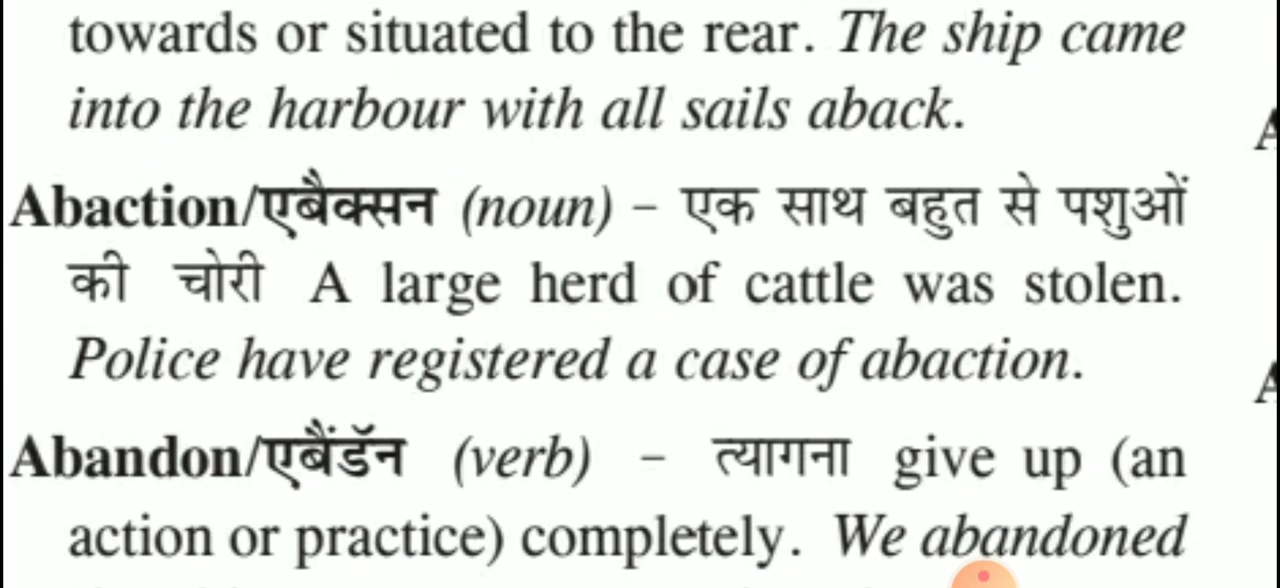 towards or situated to the rear. The ship came
into the harbour with all sails aback.
Abaction/एबैक्सन (noun) – एक साथ बहुत से पशुओं
की चोरी A large herd of cattle was stolen.
Police have registered a case of abaction.
Abandon/एबैंडॅन (verb) – त्यागना give up (an
action or practice) completely. We abandoned